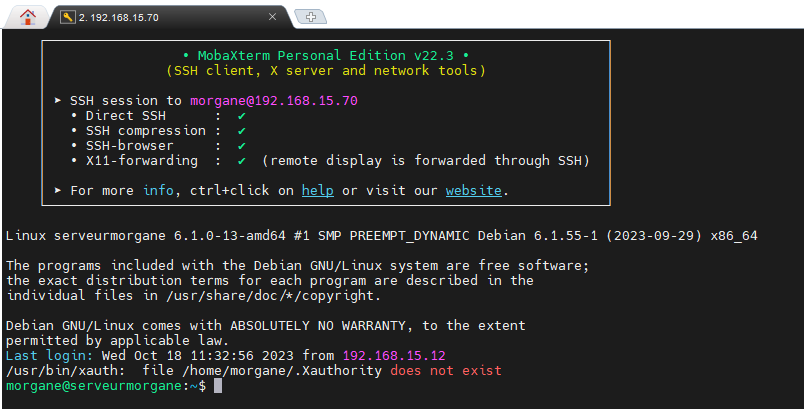 2. 192.168.15.70
• MobaXterm Personal Edition v22.3 •
(SSH client, X server and network tools)
➤ SSH session to morgane@192.168.15.70
• Direct SSH : ✔
• SSH compression : ✔
• SSH-browser : ✔
• X11-forwarding : ✔ (remote display is forwarded through SSH)
➤ For more info, ctrl+click on help or visit our website.
Linux serveurmorgane 6.1.0-13-amd64 #1 SMP PREEMPT_DYNAMIC Debian 6.1.55-1 (2023-09-29) x86_64
The programs included with the Debian GNU/Linux system are free software;
the exact distribution terms for each program are described in the
individual files in /usr/share/doc/*/copyright.
Debian GNU/Linux comes with ABSOLUTELY NO WARRANTY, to the extent
permitted by applicable law.
Last login: Wed Oct 18 11:32:56 2023 from 192.168.15.12
/usr/bin/xauth:  file /home/morgane/.Xauthority does not exist
morgane@serveurmorgane:~$